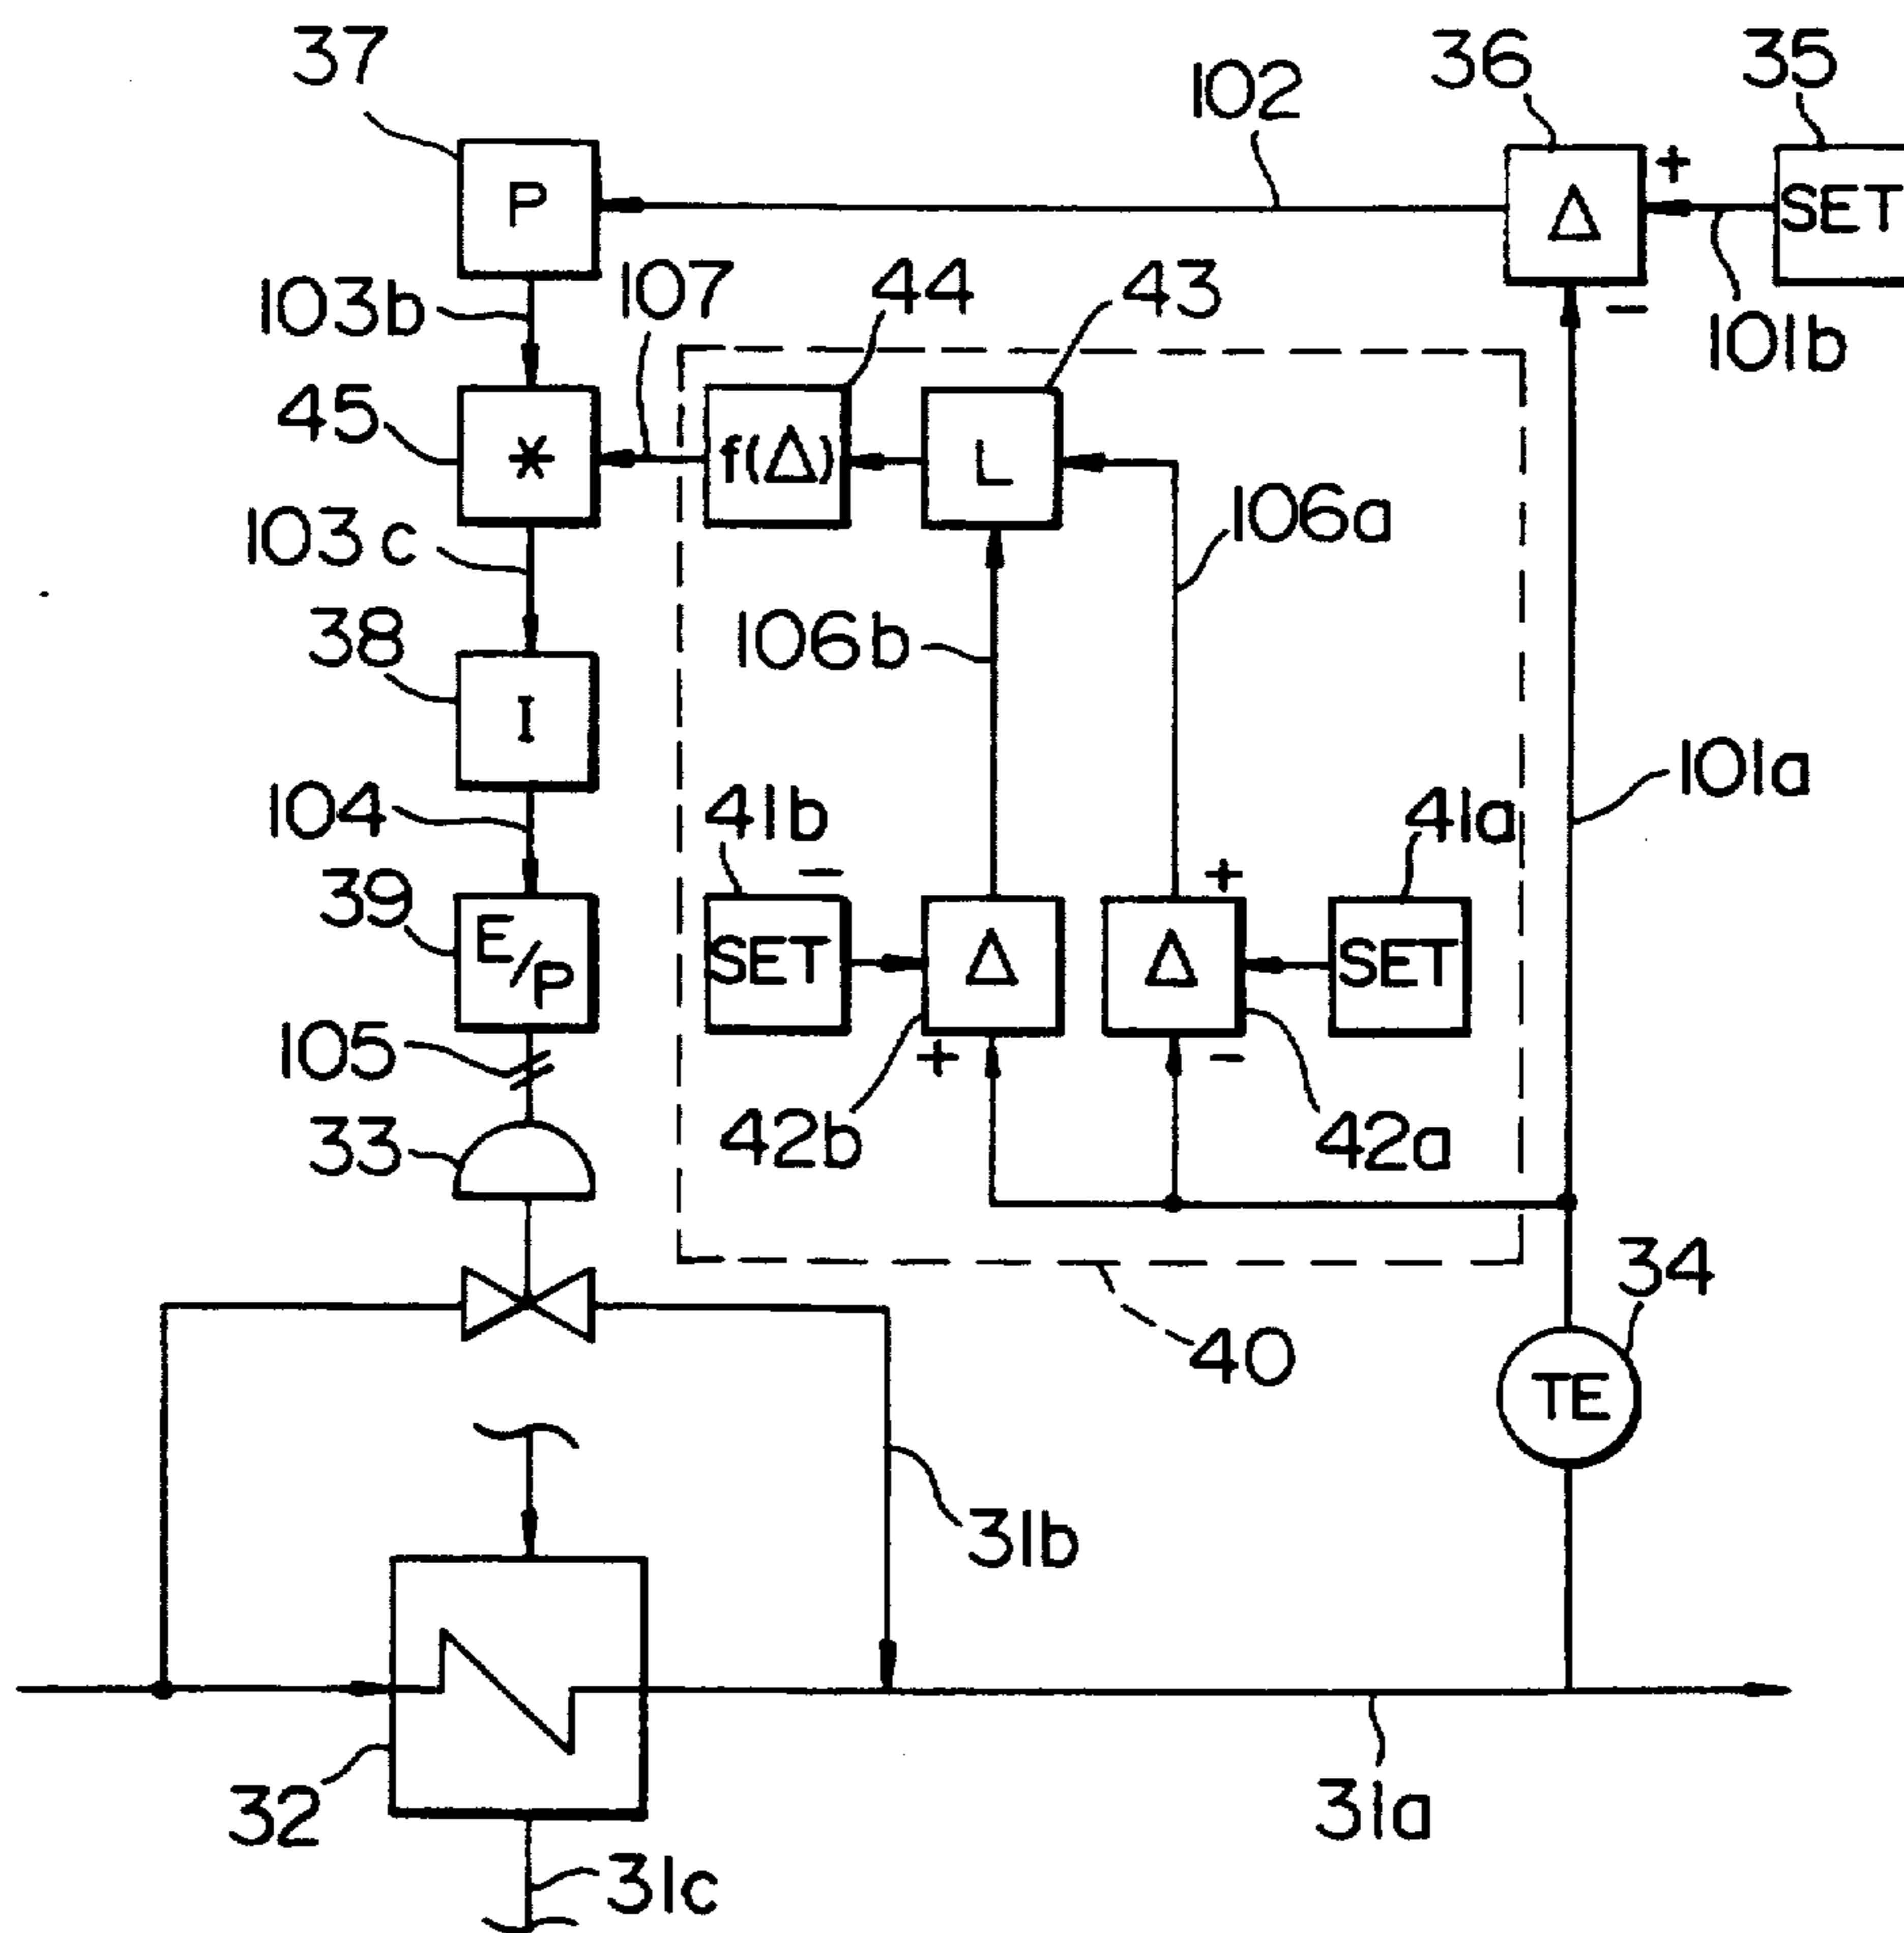 37
36
35
102
P
Δ
+
SET
103b
107
44
43
−
101b
45
*
f(Δ)
L
103c
106a
38
106b
I
101a
104
41b
41a
39
−
+
E/P
SET
Δ
Δ
SET
105
+
−
33
42b
42a
34
40
TE
31b
32
31a
31c